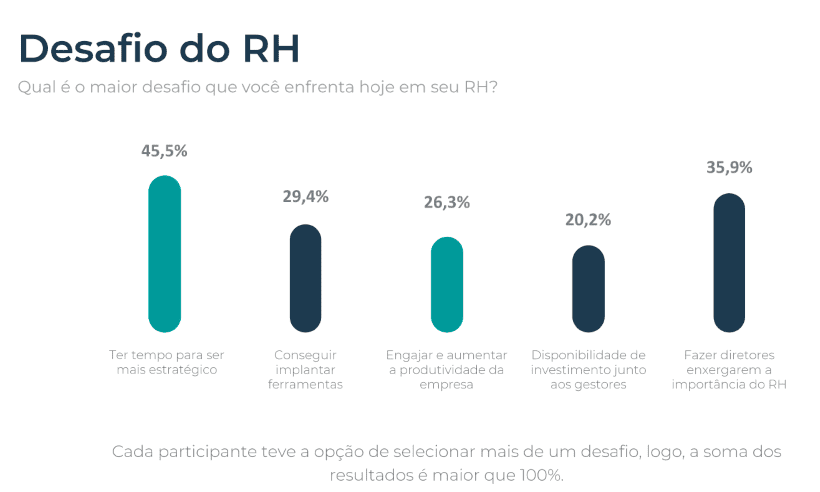 Desafio do RH
Qual é o maior desafio que você enfrenta hoje em seu RH?
45,5%
29,4%
26,3%
20,2%
35,9%
Ter tempo para ser
mais estratégico
Conseguir
implantar
ferramentas
Engajar e aumentar
a produtividade da
empresa
Disponibilidade de
investimento junto
aos gestores
Fazer diretores
enxergarem a
importância do RH
Cada participante teve a opção de selecionar mais de um desafio, logo, a soma dos
resultados é maior que 100%.